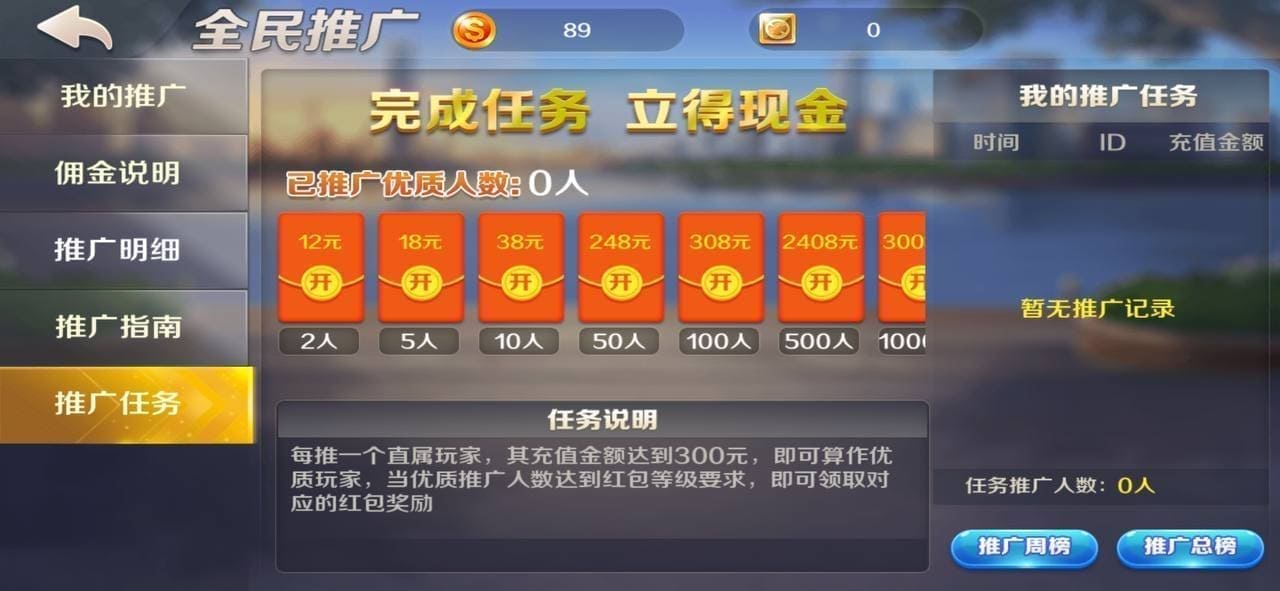 全民推广
89
0
我的推广
佣金说明
推广明细
推广指南
推广任务
完成任务 立得现金
已推广优质人数:0人
12元 18元 38元 248元 308元 2408元 300
开 开 开 开 开 开 开
2人 5人 10人 50人 100人 500人 100
任务说明
每推一个直属玩家，其充值金额达到300元，即可算作优
质玩家，当优质推广人数达到红包等级要求，即可领取对
应的红包奖励
我的推广任务
时间 ID 充值金额
暂无推广记录
任务推广人数：0人
推广周榜 推广总榜